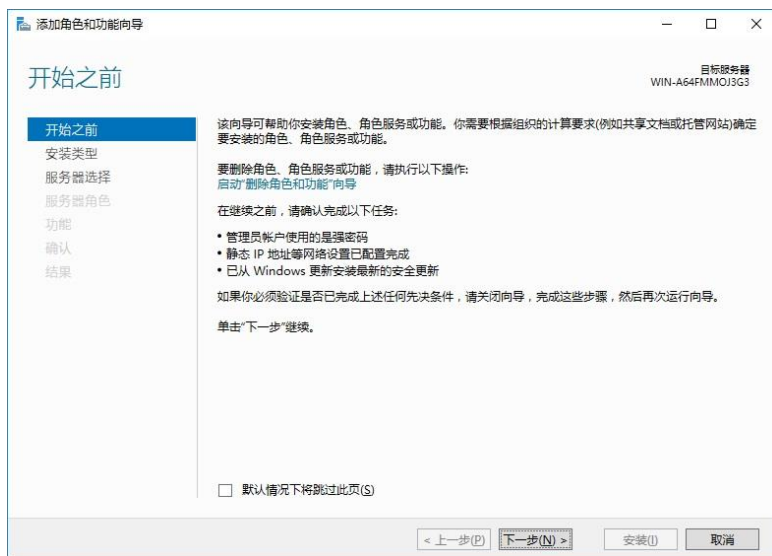 添加角色和功能向导
开始之前
目标服务器
WIN-A64FMMOJ3G3
开始之前
安装类型
服务器选择
服务器角色
功能
确认
结果
该向导可帮助你安装角色、角色服务或功能。你需要根据组织的计算要求(例如共享文档或托管网站)确定
要安装的角色、角色服务或功能。
要删除角色、角色服务或功能，请执行以下操作:
启动"删除角色和功能"向导
在继续之前，请确认完成以下任务:
• 管理员帐户使用的是强密码
• 静态 IP 地址等网络设置已配置完成
• 已从 Windows 更新安装最新的安全更新
如果你必须验证是否已完成上述任何先决条件，请关闭向导，完成这些步骤，然后再次运行向导。
单击"下一步"继续。
默认情况下将跳过此页(S)
< 上一步(P)
下一步(N) >
安装(I)
取消